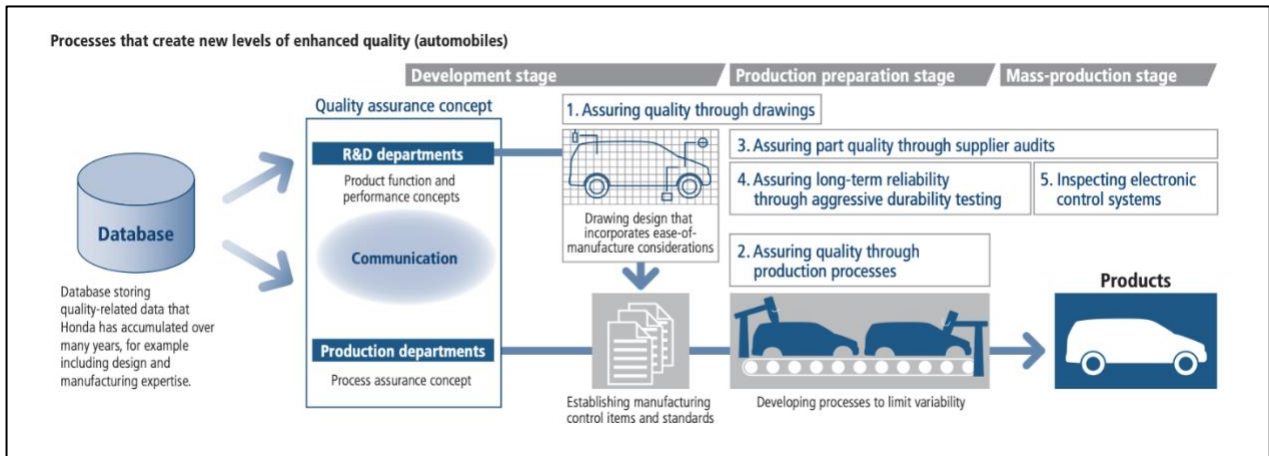 Processes that create new levels of enhanced quality (automobiles)
Development stage
Production preparation stage
Mass-production stage
Quality assurance concept
1. Assuring quality through drawings
R&D departments
Product function and
performance concepts
Communication
Production departments
Process assurance concept
Database
Database storing
quality-related data that
Honda has accumulated over
many years, for example
including design and
manufacturing expertise.
Drawing design that
incorporates ease-of-
manufacture considerations
Establishing manufacturing
control items and standards
3. Assuring part quality through supplier audits
4. Assuring long-term reliability
through aggressive durability testing
5. Inspecting electronic
control systems
2. Assuring quality through
production processes
Developing processes to limit variability
Products